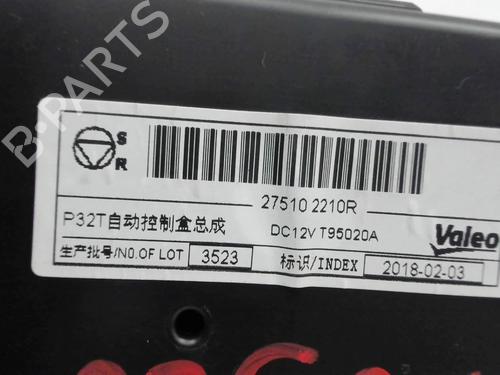 B-PARTS
S
R
27510 2210R
P32T自动控制盒总成 DC12V T95020A Valeo
生产批号/NO.OF LOT 3523 标识/INDEX 2018-02-03